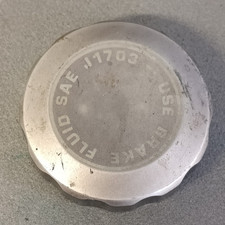 USE BRAKE FLUID SAE J1703